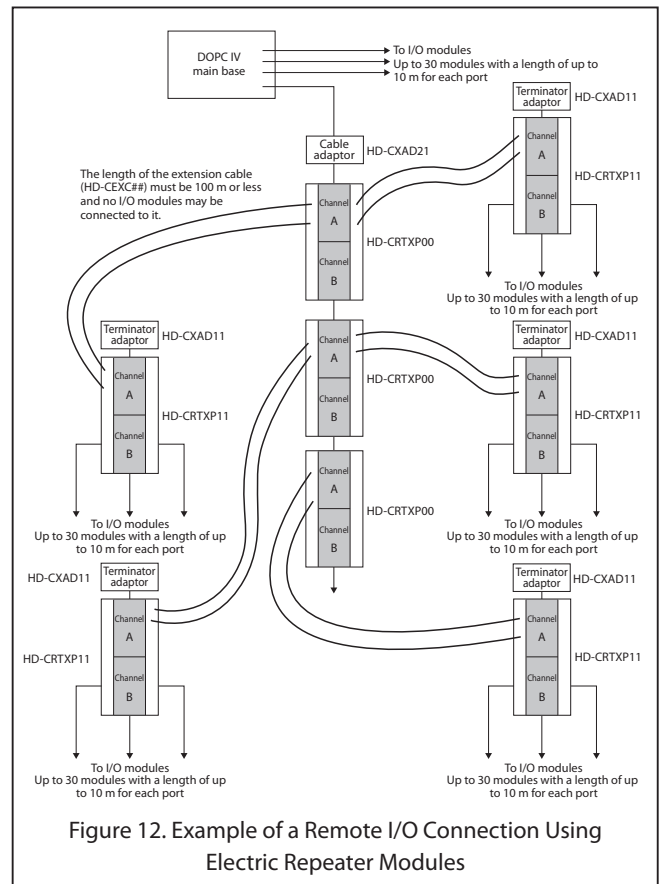 DOPC IV
main base
To I/O modules
Up to 30 modules with a length of up to
10 m for each port
Terminator
adaptor
HD-CXAD11
Cable
adaptor
HD-CXAD21
The length of the extension cable
(HD-CEXC##) must be 100 m or less
and no I/O modules may be
connected to it.
Channel
A
Channel
B
HD-CRTXP00
Channel
A
Channel
B
HD-CRTXP11
To I/O modules
Up to 30 modules with a length of up
to 10 m for each port
Terminator
adaptor
HD-CXAD11
Channel
A
Channel
B
HD-CRTXP11
To I/O modules
Up to 30 modules with a length of up
to 10 m for each port
Channel
A
Channel
B
HD-CRTXP00
Terminator
adaptor
HD-CXAD11
Channel
A
Channel
B
HD-CRTXP11
To I/O modules
Up to 30 modules with a length of up
to 10 m for each port
Channel
A
Channel
B
HD-CRTXP00
HD-CXAD11
Terminator
adaptor
HD-CRTXP11
Channel
A
Channel
B
To I/O modules
Up to 30 modules with a length of up
to 10 m for each port
Terminator
adaptor
HD-CXAD11
Channel
A
Channel
B
HD-CRTXP11
To I/O modules
Up to 30 modules with a length of up
to 10 m for each port
Figure 12. Example of a Remote I/O Connection Using
Electric Repeater Modules